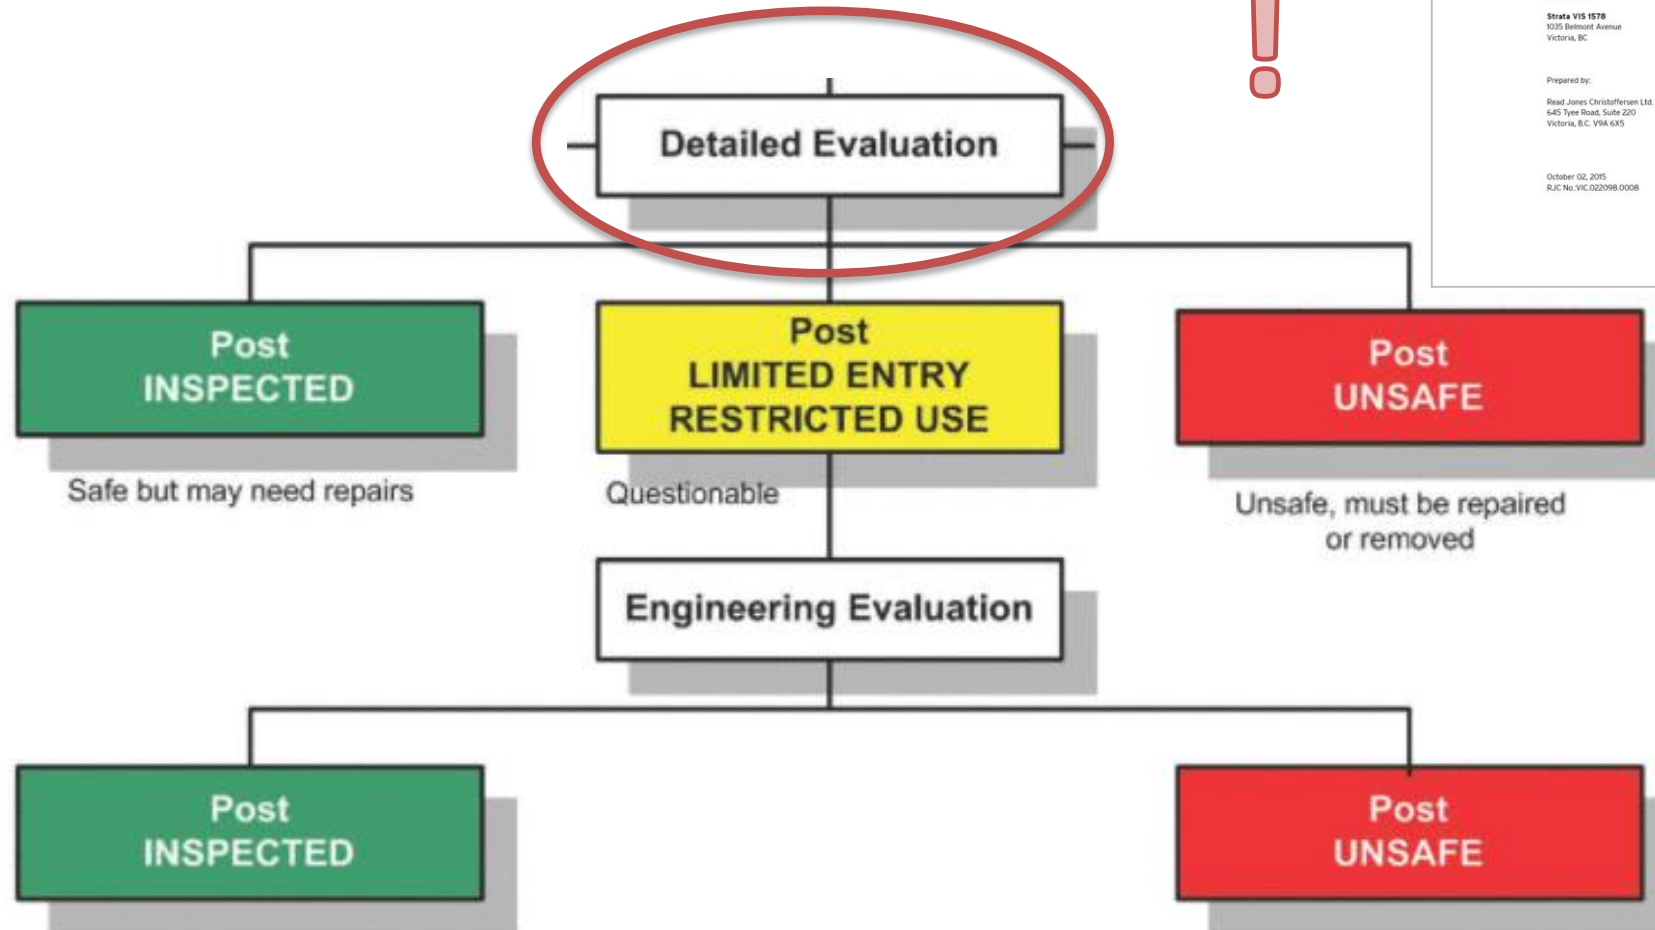 !
Strata VIS 1578
1035 Belmont Avenue
Victoria, BC
Prepared by:
Read Jones Christoffersen Ltd.
645 Tyee Road, Suite 220
Victoria, B.C. V9A 6X5
October 02, 2015
RJC No.:VIC.022098.0008
Detailed Evaluation
Post
INSPECTED
Safe but may need repairs
Post
LIMITED ENTRY
RESTRICTED USE
Questionable
Post
UNSAFE
Unsafe, must be repaired
or removed
Engineering Evaluation
Post
INSPECTED
Post
UNSAFE